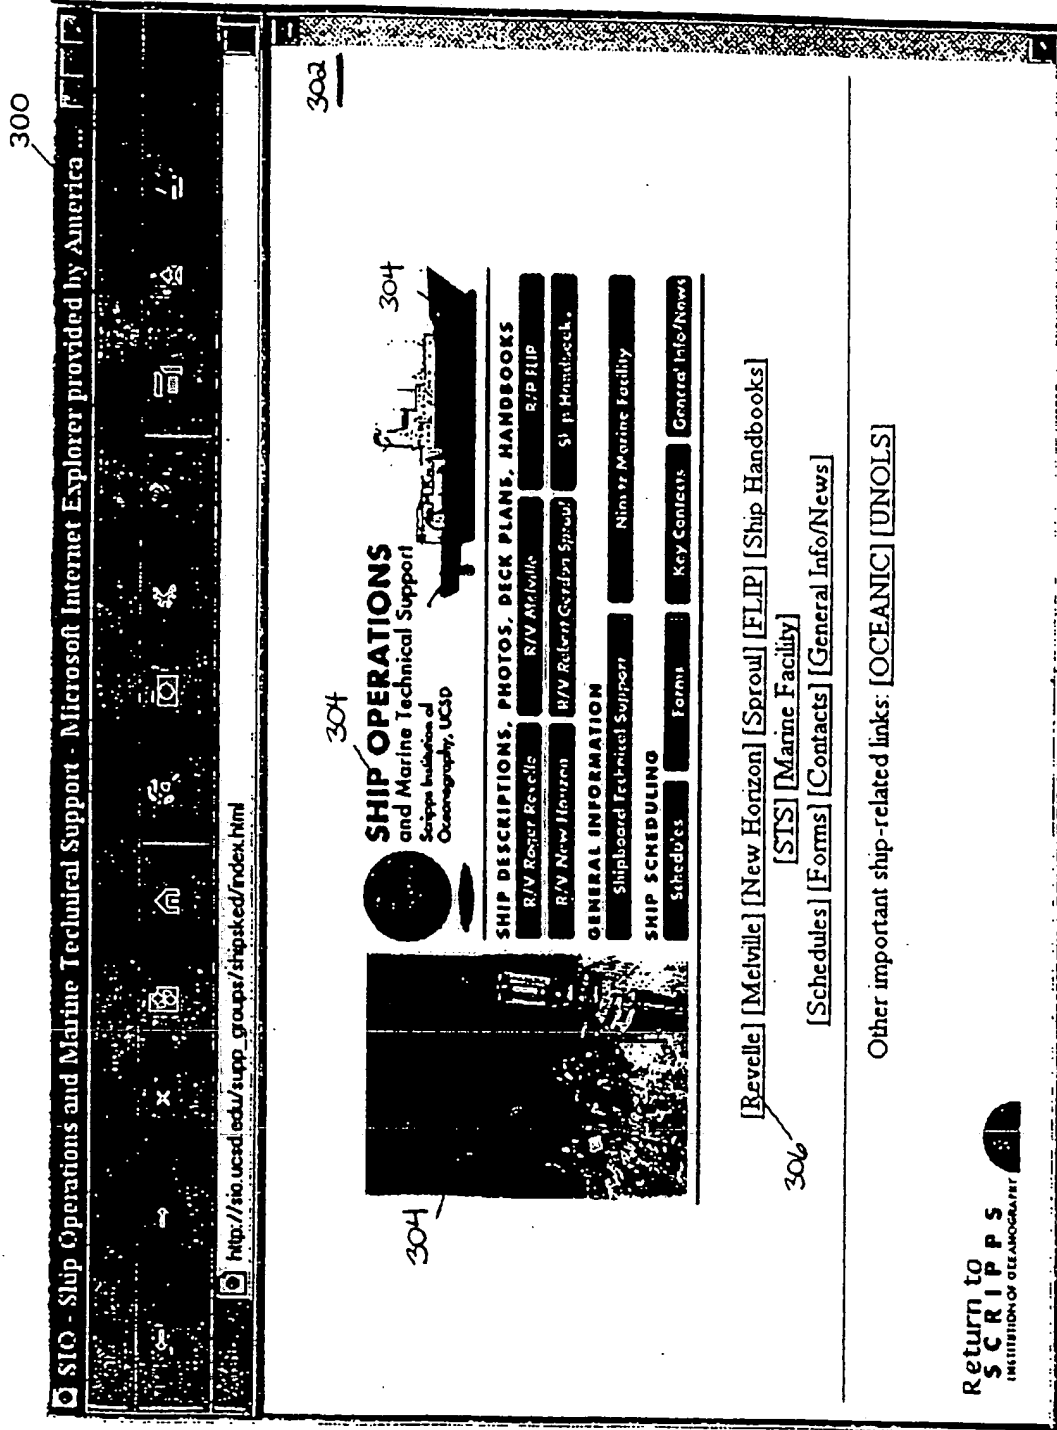 300
SIO - Ship Operations and Marine Technical Support - Microsoft Internet Explorer provided by America ...
http://sio.ucsd.edu/supp_groups/shipsked/index.html
302
304
304
304
SHIP OPERATIONS
and Marine Technical Support
Scripps Institution of
Oceanography, UCSD
SHIP DESCRIPTIONS, PHOTOS, DECK PLANS, HANDBOOKS
R/V Roger Revelle R/V Melville R/P FLIP
R/V New Horizon R/V Robert Gordon Sproul Ship Handbooks
GENERAL INFORMATION
Shipboard Technical Support Nimitz Marine Facility
SHIP SCHEDULING
Schedules Forms Key Contacts General Info/News
[Revelle] [Melville] [New Horizon] [Sproul] [FLIP] [Ship Handbooks]
[STS] [Marine Facility]
[Schedules] [Forms] [Contacts] [General Info/News]
306
Other important ship-related links: [OCEANIC] [UNOLS]
Return to
SCRIPPS
INSTITUTION OF OCEANOGRAPHY